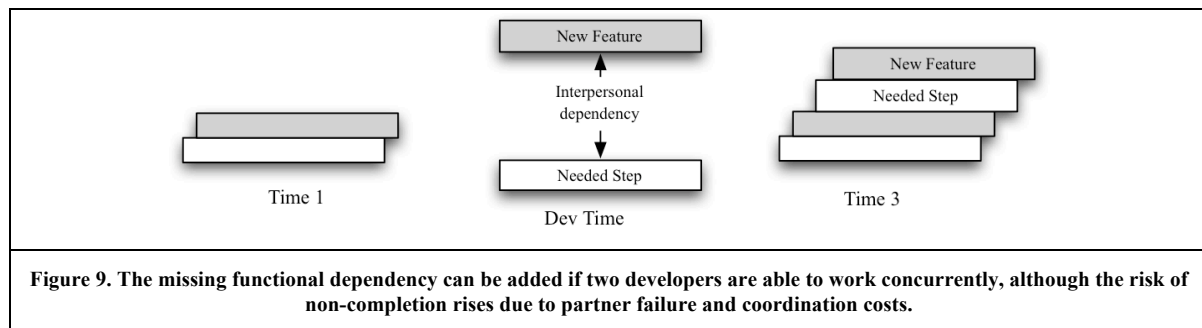 New Feature
Interpersonal
dependency
Needed Step
Time 1
Dev Time
New Feature
Needed Step
Time 3
Figure 9. The missing functional dependency can be added if two developers are able to work concurrently, although the risk of
non-completion rises due to partner failure and coordination costs.